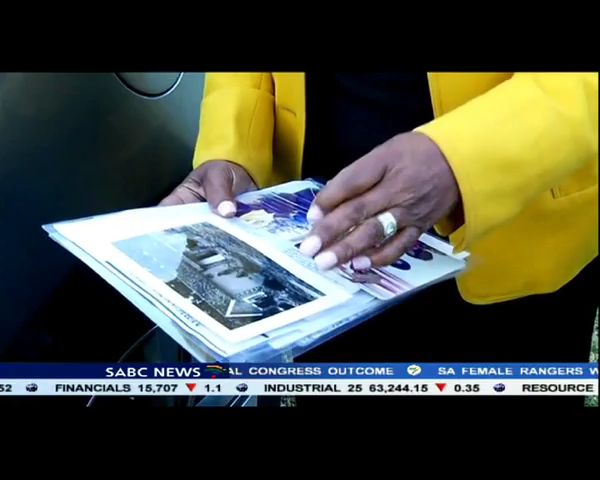 SABC NEWS AL CONGRESS OUTCOME SA FEMALE RANGERS W
52 FINANCIALS 15,707 ▼ 1.1 INDUSTRIAL 25 63,244.15 ▼ 0.35 RESOURCE